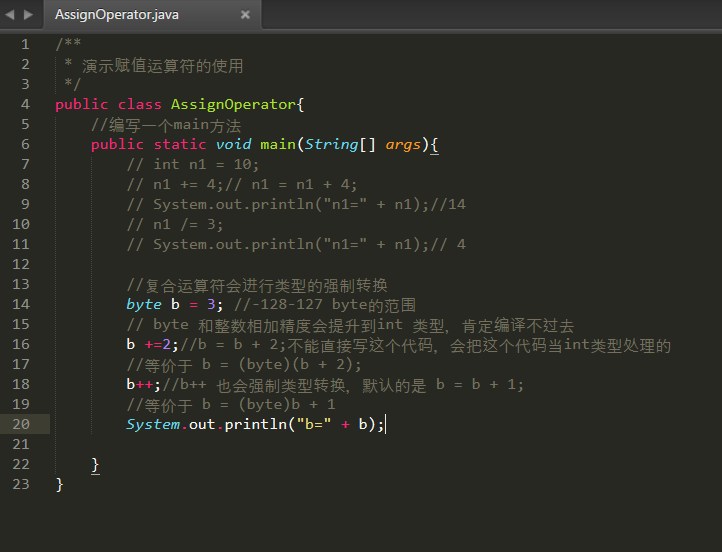 AssignOperator.java
1 /**
2  * 演示赋值运算符的使用
3  */
4 public class AssignOperator{
5     //编写一个main方法
6     public static void main(String[] args){
7         // int n1 = 10;
8         // n1 += 4;// n1 = n1 + 4;
9         // System.out.println("n1=" + n1);//14
10         // n1 /= 3;
11         // System.out.println("n1=" + n1);// 4
12
13         //复合运算符会进行类型的强制转换
14         byte b = 3; //-128-127 byte的范围
15         // byte 和整数相加精度会提升到int 类型，肯定编译不过去
16         b +=2;//b = b + 2;不能直接写这个代码，会把这个代码当int类型处理的
17         //等价于 b = (byte)(b + 2);
18         b++;//b++ 也会强制类型转换，默认的是 b = b + 1;
19         //等价于 b = (byte)b + 1
20         System.out.println("b=" + b);
21
22     }
23 }